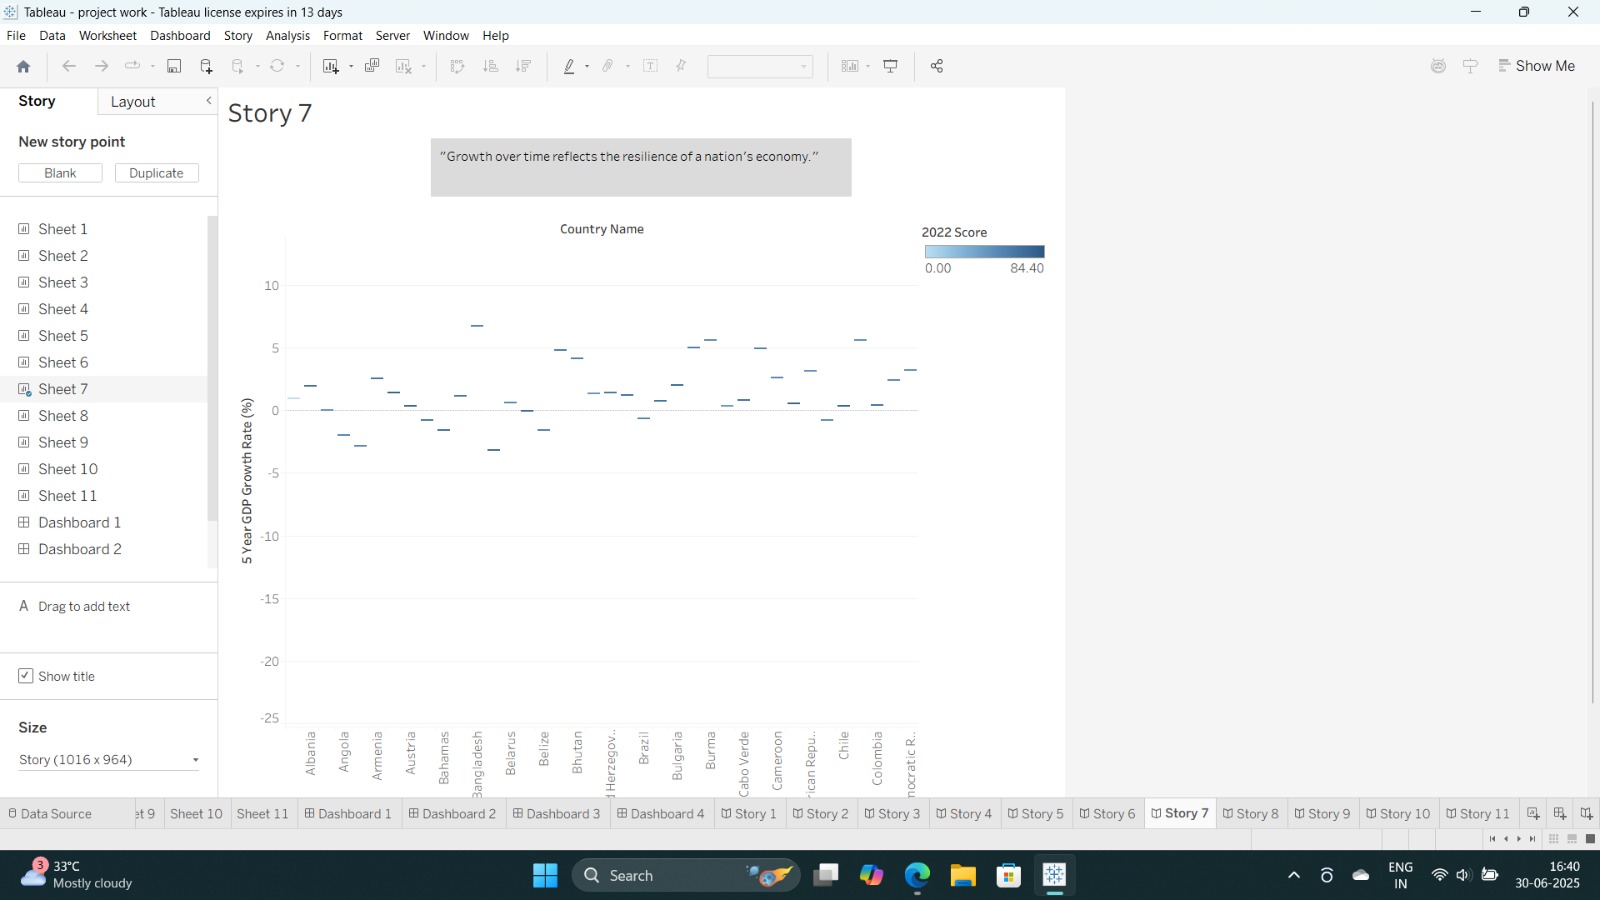 Tableau - project work - Tableau license expires in 13 days
File Data Worksheet Dashboard Story Analysis Format Server Window Help
Show Me
Story Layout
New story point
Blank Duplicate
Sheet 1
Sheet 2
Sheet 3
Sheet 4
Sheet 5
Sheet 6
Sheet 7
Sheet 8
Sheet 9
Sheet 10
Sheet 11
Dashboard 1
Dashboard 2
A Drag to add text
Show title
Size
Story (1016 x 964)
Story 7
"Growth over time reflects the resilience of a nation's economy."
Country Name
2022 Score
0.00 84.40
5 Year GDP Growth Rate (%)
10
5
0
-5
-10
-15
-20
-25
Albania
Angola
Armenia
Austria
Bahamas
Bangladesh
Belarus
Belize
Bhutan
d Herzegov..
Brazil
Bulgaria
Burma
Cabo Verde
Cameroon
ican Repu..
Chile
Colombia
ocratic R..
Data Source et 9 Sheet 10 Sheet 11 Dashboard 1 Dashboard 2 Dashboard 3 Dashboard 4 Story 1 Story 2 Story 3 Story 4 Story 5 Story 6 Story 7 Story 8 Story 9 Story 10 Story 11
3
33°C
Mostly cloudy
Search
ENG
IN
16:40
30-06-2025